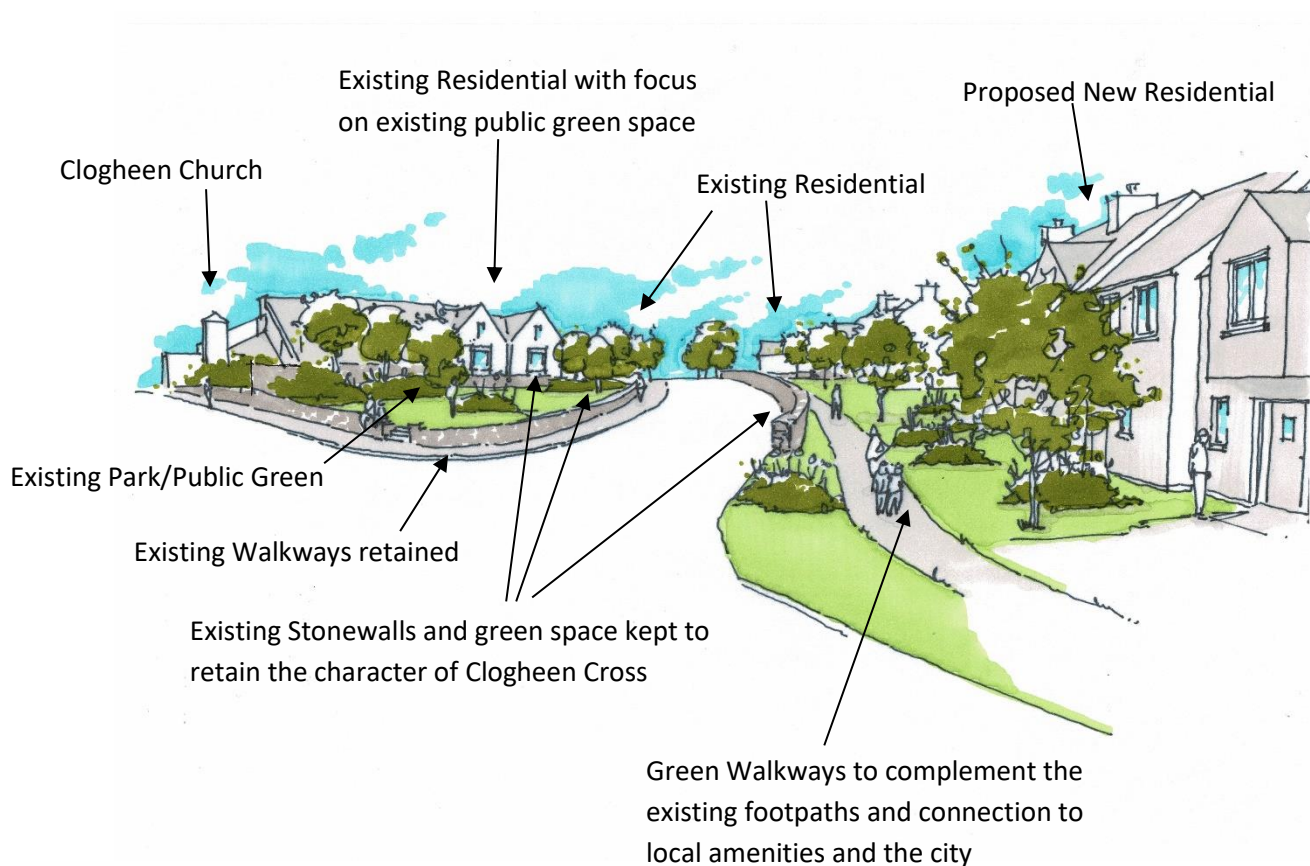 Existing Residential with focus
on existing public green space
Proposed New Residential
Clogheen Church
Existing Residential
Existing Park/Public Green
Existing Walkways retained
Existing Stonewalls and green space kept to
retain the character of Clogheen Cross
Green Walkways to complement the
existing footpaths and connection to
local amenities and the city